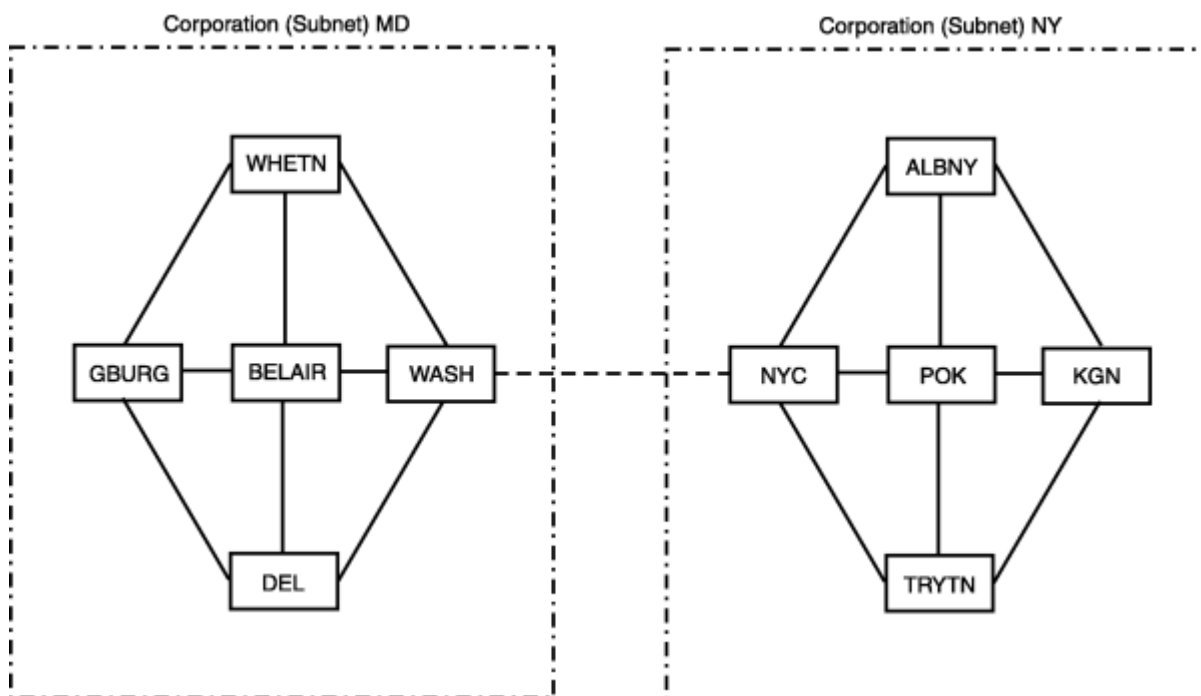 Corporation (Subnet) MD
Corporation (Subnet) NY
WHETN
ALBNY
GBURG
BELAIR
WASH
NYC
POK
KGN
DEL
TRYTN